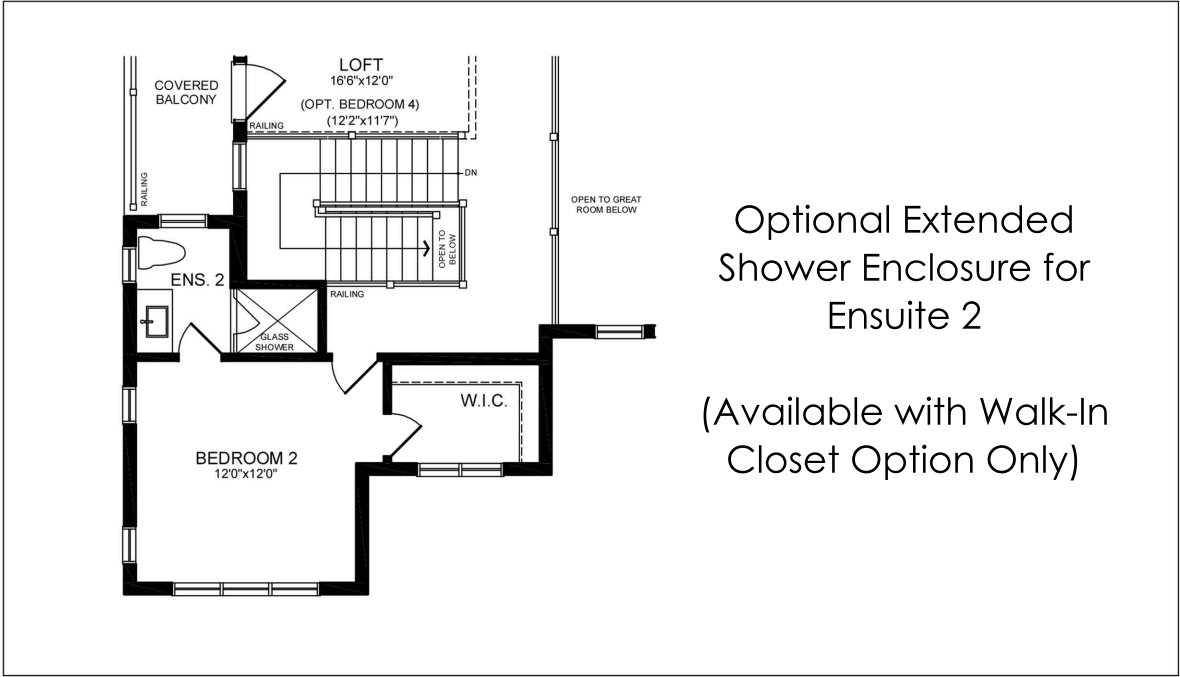 COVERED
BALCONY
LOFT
16'6"x12'0"
(OPT. BEDROOM 4)
(12'2"x11'7")
RAILING
RAILING
DN
OPEN TO GREAT
ROOM BELOW
OPEN TO
BELOW
ENS. 2
RAILING
GLASS
SHOWER
W.I.C.
BEDROOM 2
12'0"x12'0"
Optional Extended
Shower Enclosure for
Ensuite 2
(Available with Walk-In
Closet Option Only)